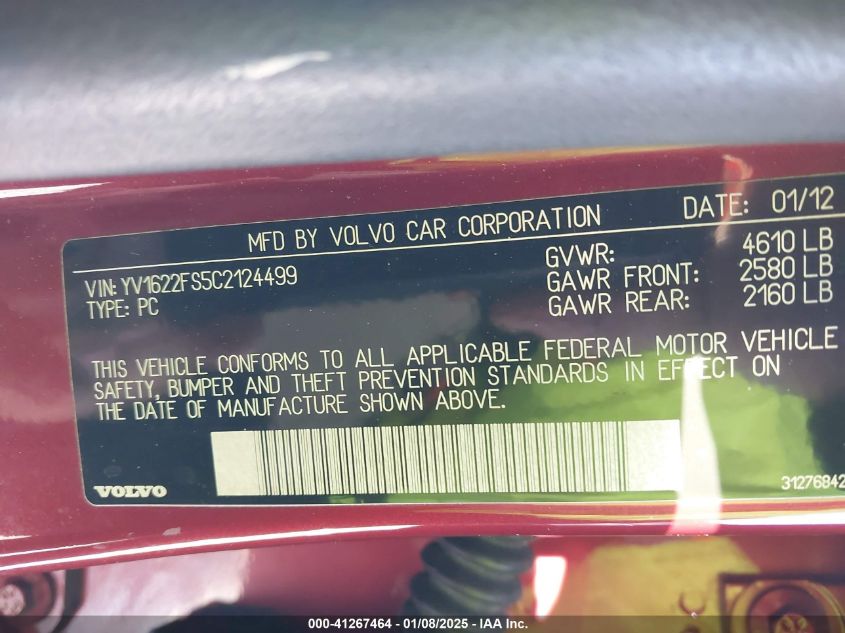 MFD BY VOLVO CAR CORPORATION DATE: 01/12
VIN: YV1622FS5C2124499
TYPE: PC
GVWR: 4610 LB
GAWR FRONT: 2580 LB
GAWR REAR: 2160 LB
THIS VEHICLE CONFORMS TO ALL APPLICABLE FEDERAL MOTOR VEHICLE
SAFETY, BUMPER AND THEFT PREVENTION STANDARDS IN EFFECT ON
THE DATE OF MANUFACTURE SHOWN ABOVE.
VOLVO
31276842
000-41267464 - 01/08/2025 - IAA Inc.